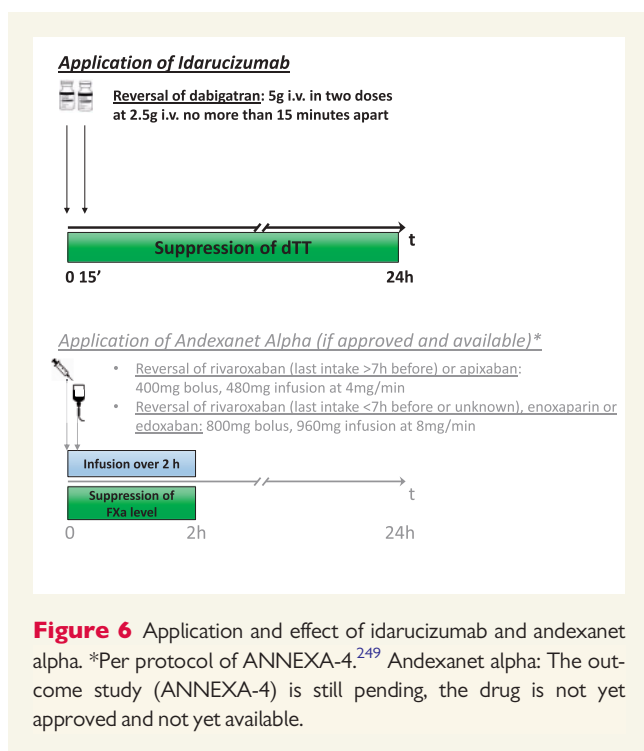 Application of Idarucizumab
Reversal of dabigatran: 5g i.v. in two doses
at 2.5g i.v. no more than 15 minutes apart
t
Suppression of dTT
0 15’ 24h
Application of Andexanet Alpha (if approved and available)*
• Reversal of rivaroxaban (last intake >7h before) or apixaban:
400mg bolus, 480mg infusion at 4mg/min
• Reversal of rivaroxaban (last intake <7h before or unknown), enoxaparin or
edoxaban: 800mg bolus, 960mg infusion at 8mg/min
Infusion over 2 h
t
Suppression of
FXa level
0 2h 24h
Figure 6 Application and effect of idarucizumab and andexanet
alpha. *Per protocol of ANNEXA-4.249 Andexanet alpha: The out-
come study (ANNEXA-4) is still pending, the drug is not yet
approved and not yet available.